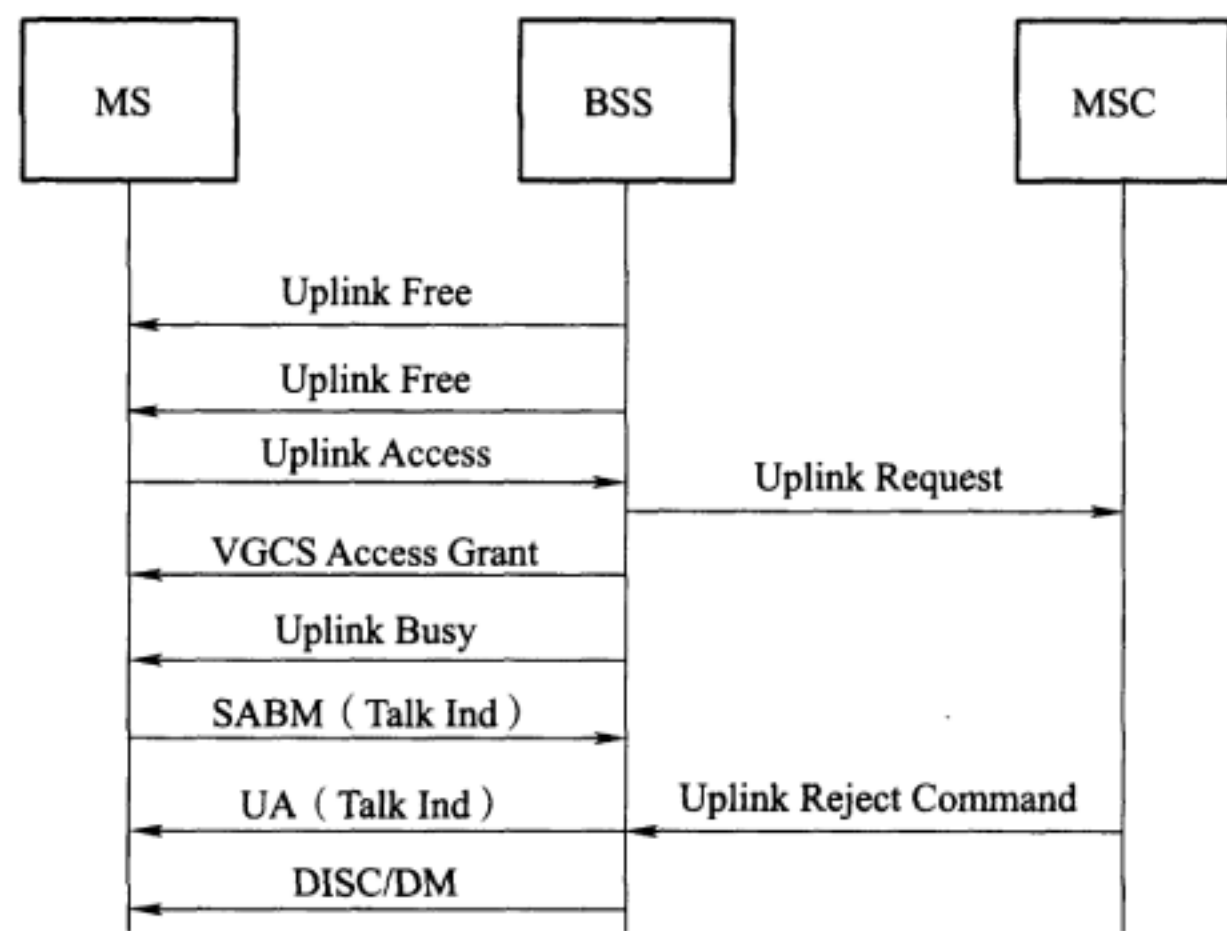 MS
BSS
MSC
Uplink Free
Uplink Free
Uplink Access
Uplink Request
VGCS Access Grant
Uplink Busy
SABM（Talk Ind）
UA（Talk Ind）
Uplink Reject Command
DISC/DM